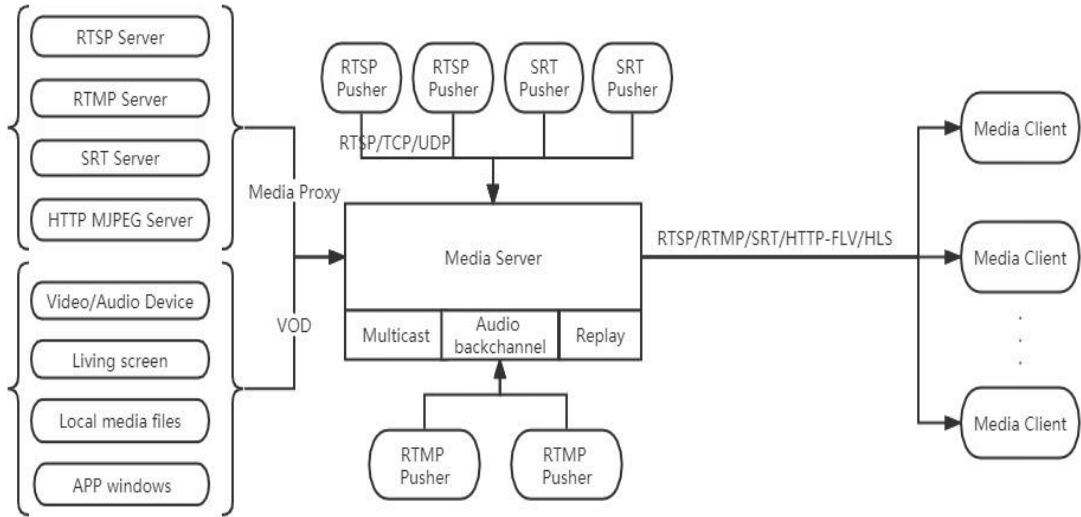 RTSP Server
RTMP Server
SRT Server
HTTP MJPEG Server
Media Proxy
Video/Audio Device
Living screen
Local media files
APP windows
VOD
RTSP
Pusher
RTSP
Pusher
SRT
Pusher
SRT
Pusher
RTSP/TCP/UDP
Media Server
Multicast
Audio
backchannel
Replay
RTMP
Pusher
RTMP
Pusher
RTSP/RTMP/SRT/HTTP-FLV/HLS
Media Client
Media Client
.
.
.
Media Client